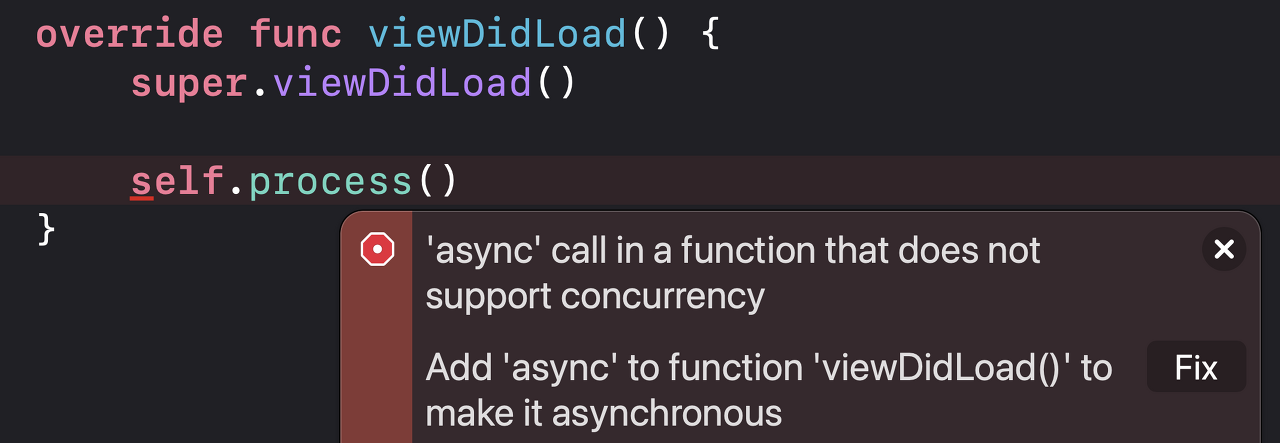 override func viewDidLoad() {
super.viewDidLoad()
self.process()
}
'async' call in a function that does not
support concurrency
Add 'async' to function 'viewDidLoad()' to
make it asynchronous
Fix